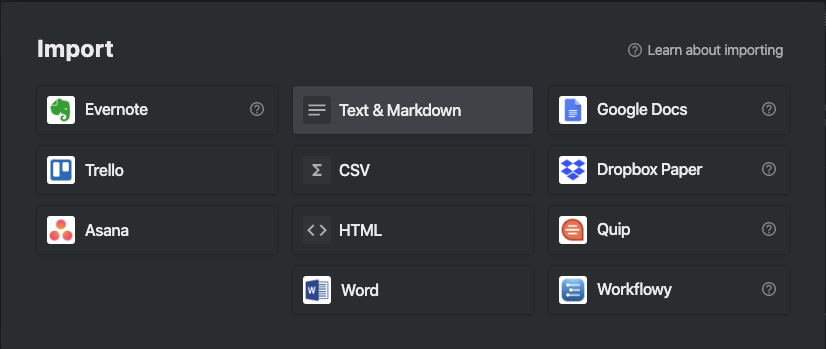 Import
Learn about importing
Evernote
Text & Markdown
Google Docs
Trello
CSV
Dropbox Paper
Asana
HTML
Quip
Word
Workflowy